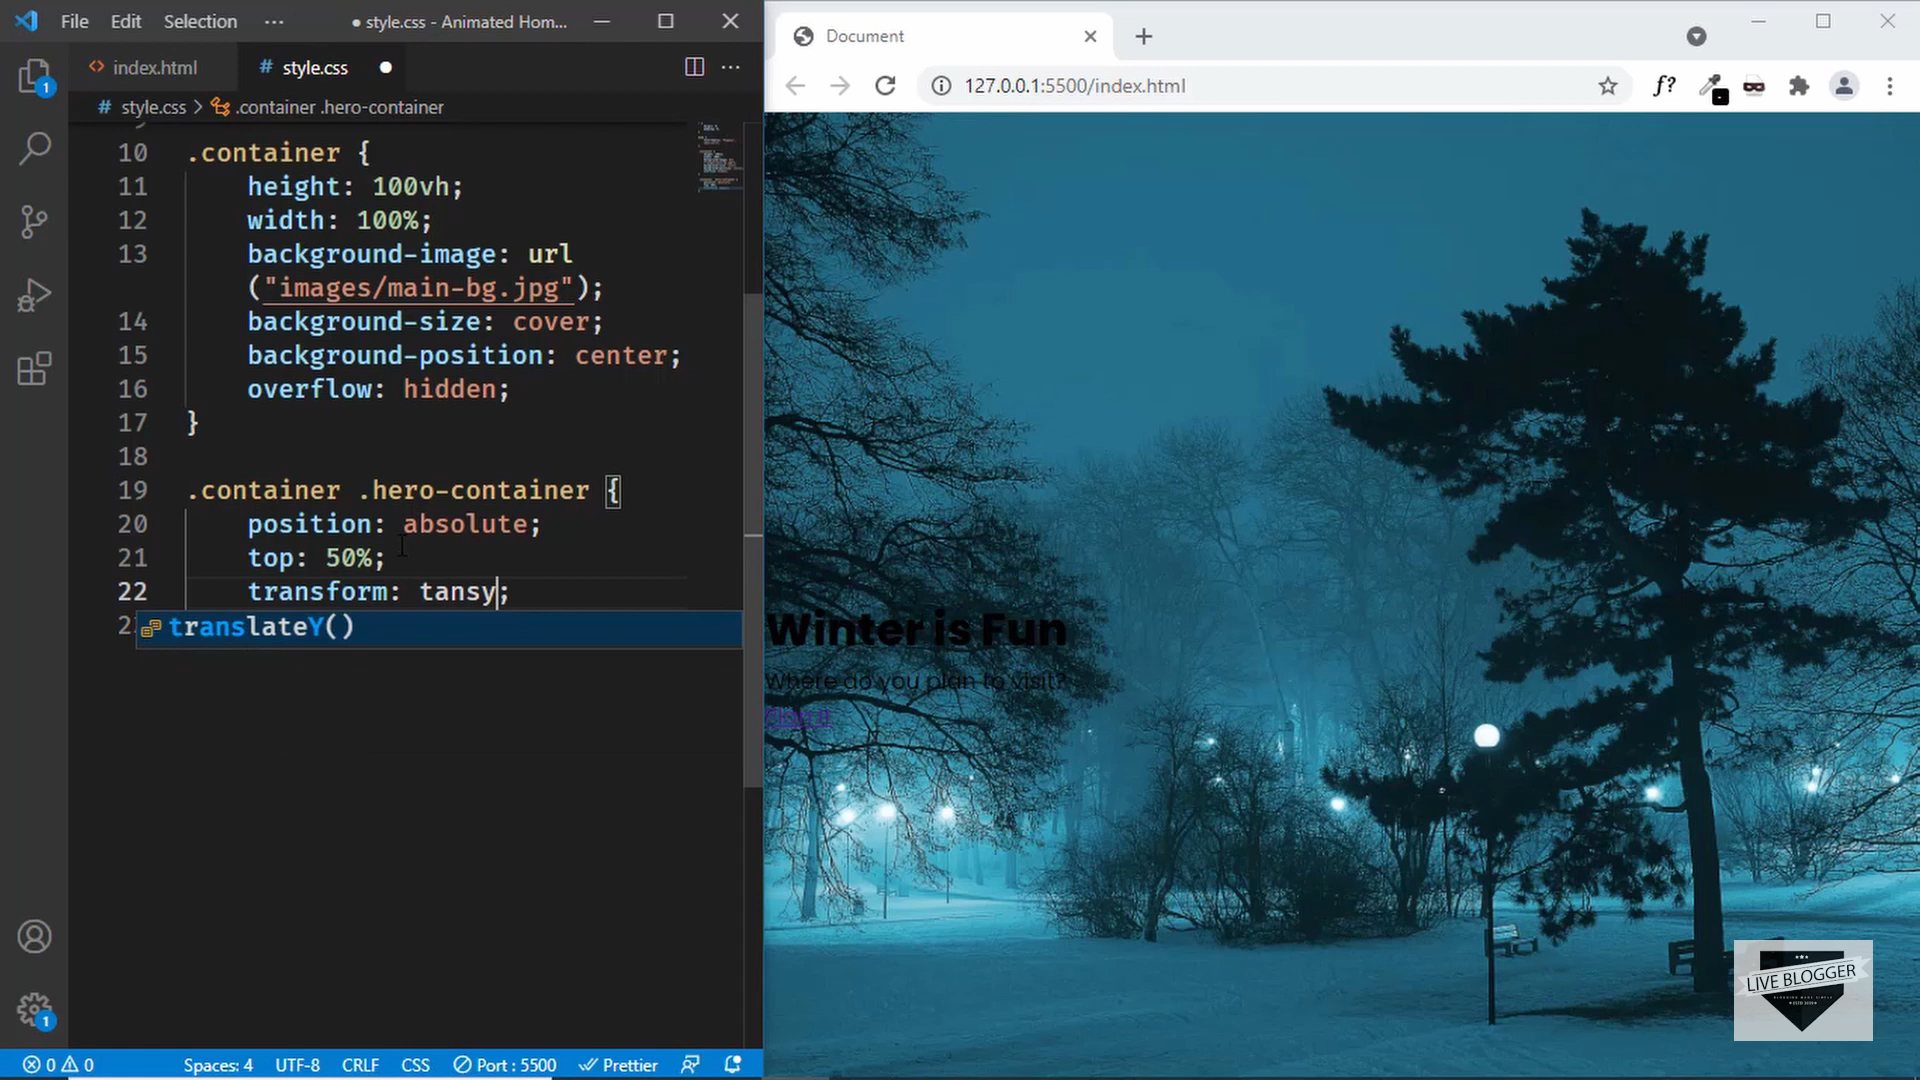 File Edit Selection ··· ● style.css - Animated Hom...
index.html # style.css ● ···
# style.css > .container .hero-container
10 .container {
11 height: 100vh;
12 width: 100%;
13 background-image: url
("images/main-bg.jpg");
14 background-size: cover;
15 background-position: center;
16 overflow: hidden;
17 }
18
19 .container .hero-container {
20 position: absolute;
21 top: 50%;
22 transform: tansy;
translateY()
1
1
0 0 Spaces: 4 UTF-8 CRLF CSS Port : 5500 Prettier
Document
127.0.0.1:5500/index.html
f?
Winter is Fun
Where do you plan to visit?
LIVE BLOGGER